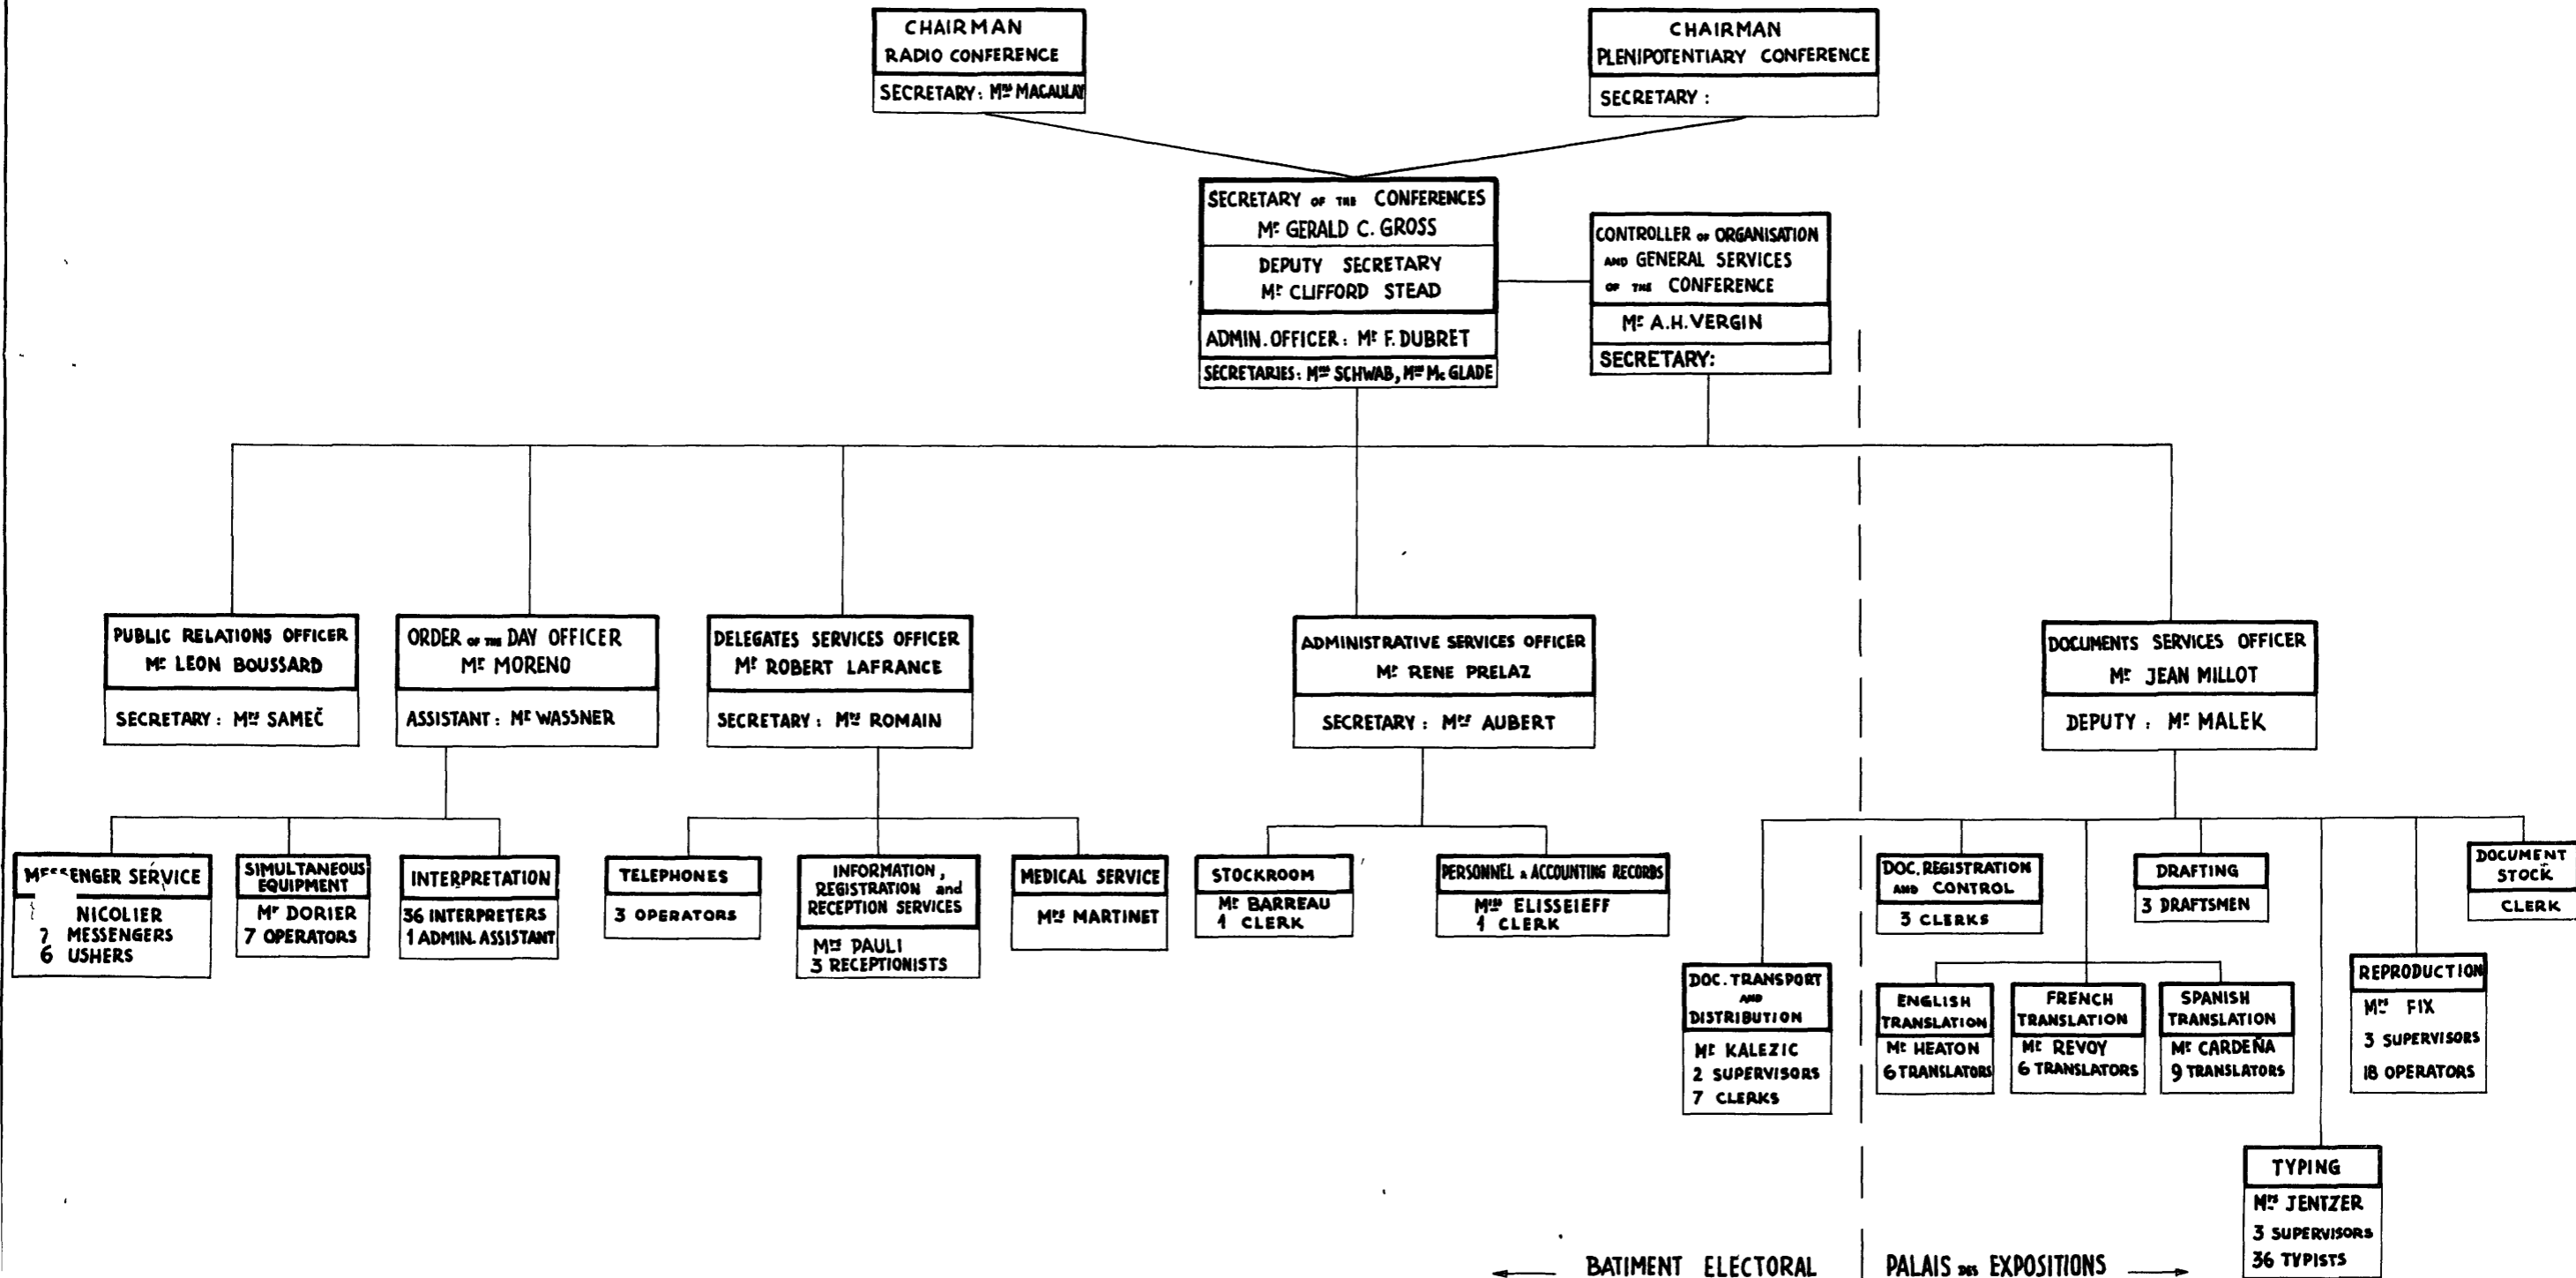 CHAIRMAN
RADIO CONFERENCE
SECRETARY: Mrs MACAULAY
CHAIRMAN
PLENIPOTENTIARY CONFERENCE
SECRETARY:
SECRETARY OF THE CONFERENCES
Mr GERALD C. GROSS
DEPUTY SECRETARY
Mr CLIFFORD STEAD
ADMIN. OFFICER: Mr F. DUBRET
SECRETARIES: SCHWAB, Mc GLADE
CONTROLLER OF ORGANISATION
AND GENERAL SERVICES
OF THE CONFERENCE
Mr A.H. VERGIN
SECRETARY:
PUBLIC RELATIONS OFFICER
Mr LEON BOUSSARD
SECRETARY: Mrs SAMEČ
ORDER OF THE DAY OFFICER
Mr MORENO
ASSISTANT: Mr WASSNER
DELEGATES SERVICES OFFICER
Mr ROBERT LAFRANCE
SECRETARY: Mrs ROMAIN
ADMINISTRATIVE SERVICES OFFICER
Mr RENE PRELAZ
SECRETARY: Mrs AUBERT
DOCUMENTS SERVICES OFFICER
Mr JEAN MILLOT
DEPUTY: Mr MALEK
MESSENGER SERVICE
NICOLIER
7 MESSENGERS
6 USHERS
SIMULTANEOUS
EQUIPMENT
Mr DORIER
7 OPERATORS
INTERPRETATION
36 INTERPRETERS
1 ADMIN. ASSISTANT
TELEPHONES
3 OPERATORS
INFORMATION,
REGISTRATION and
RECEPTION SERVICES
Mrs PAULI
3 RECEPTIONISTS
MEDICAL SERVICE
Mrs MARTINET
STOCKROOM
Mr BARREAU
1 CLERK
PERSONNEL & ACCOUNTING RECORDS
ELISSEIEFF
1 CLERK
DOC. TRANSPORT
AND
DISTRIBUTION
Mr KALEZIC
2 SUPERVISORS
7 CLERKS
DOC. REGISTRATION
AND CONTROL
3 CLERKS
ENGLISH
TRANSLATION
Mr HEATON
6 TRANSLATORS
FRENCH
TRANSLATION
Mr REVOY
6 TRANSLATORS
SPANISH
TRANSLATION
Mr CARDEÑA
9 TRANSLATORS
DRAFTING
3 DRAFTSMEN
TYPING
Mrs JENTZER
3 SUPERVISORS
36 TYPISTS
REPRODUCTION
Mrs FIX
3 SUPERVISORS
18 OPERATORS
DOCUMENT
STOCK
CLERK
← BATIMENT ELECTORAL
PALAIS DES EXPOSITIONS →